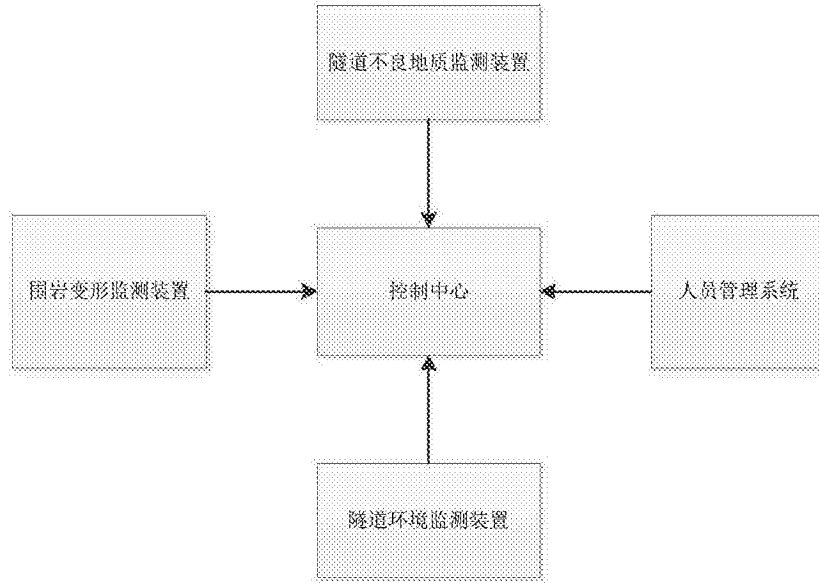 隧道不良地质监测装置
围岩变形监测装置
控制中心
人员管理系统
隧道环境监测装置